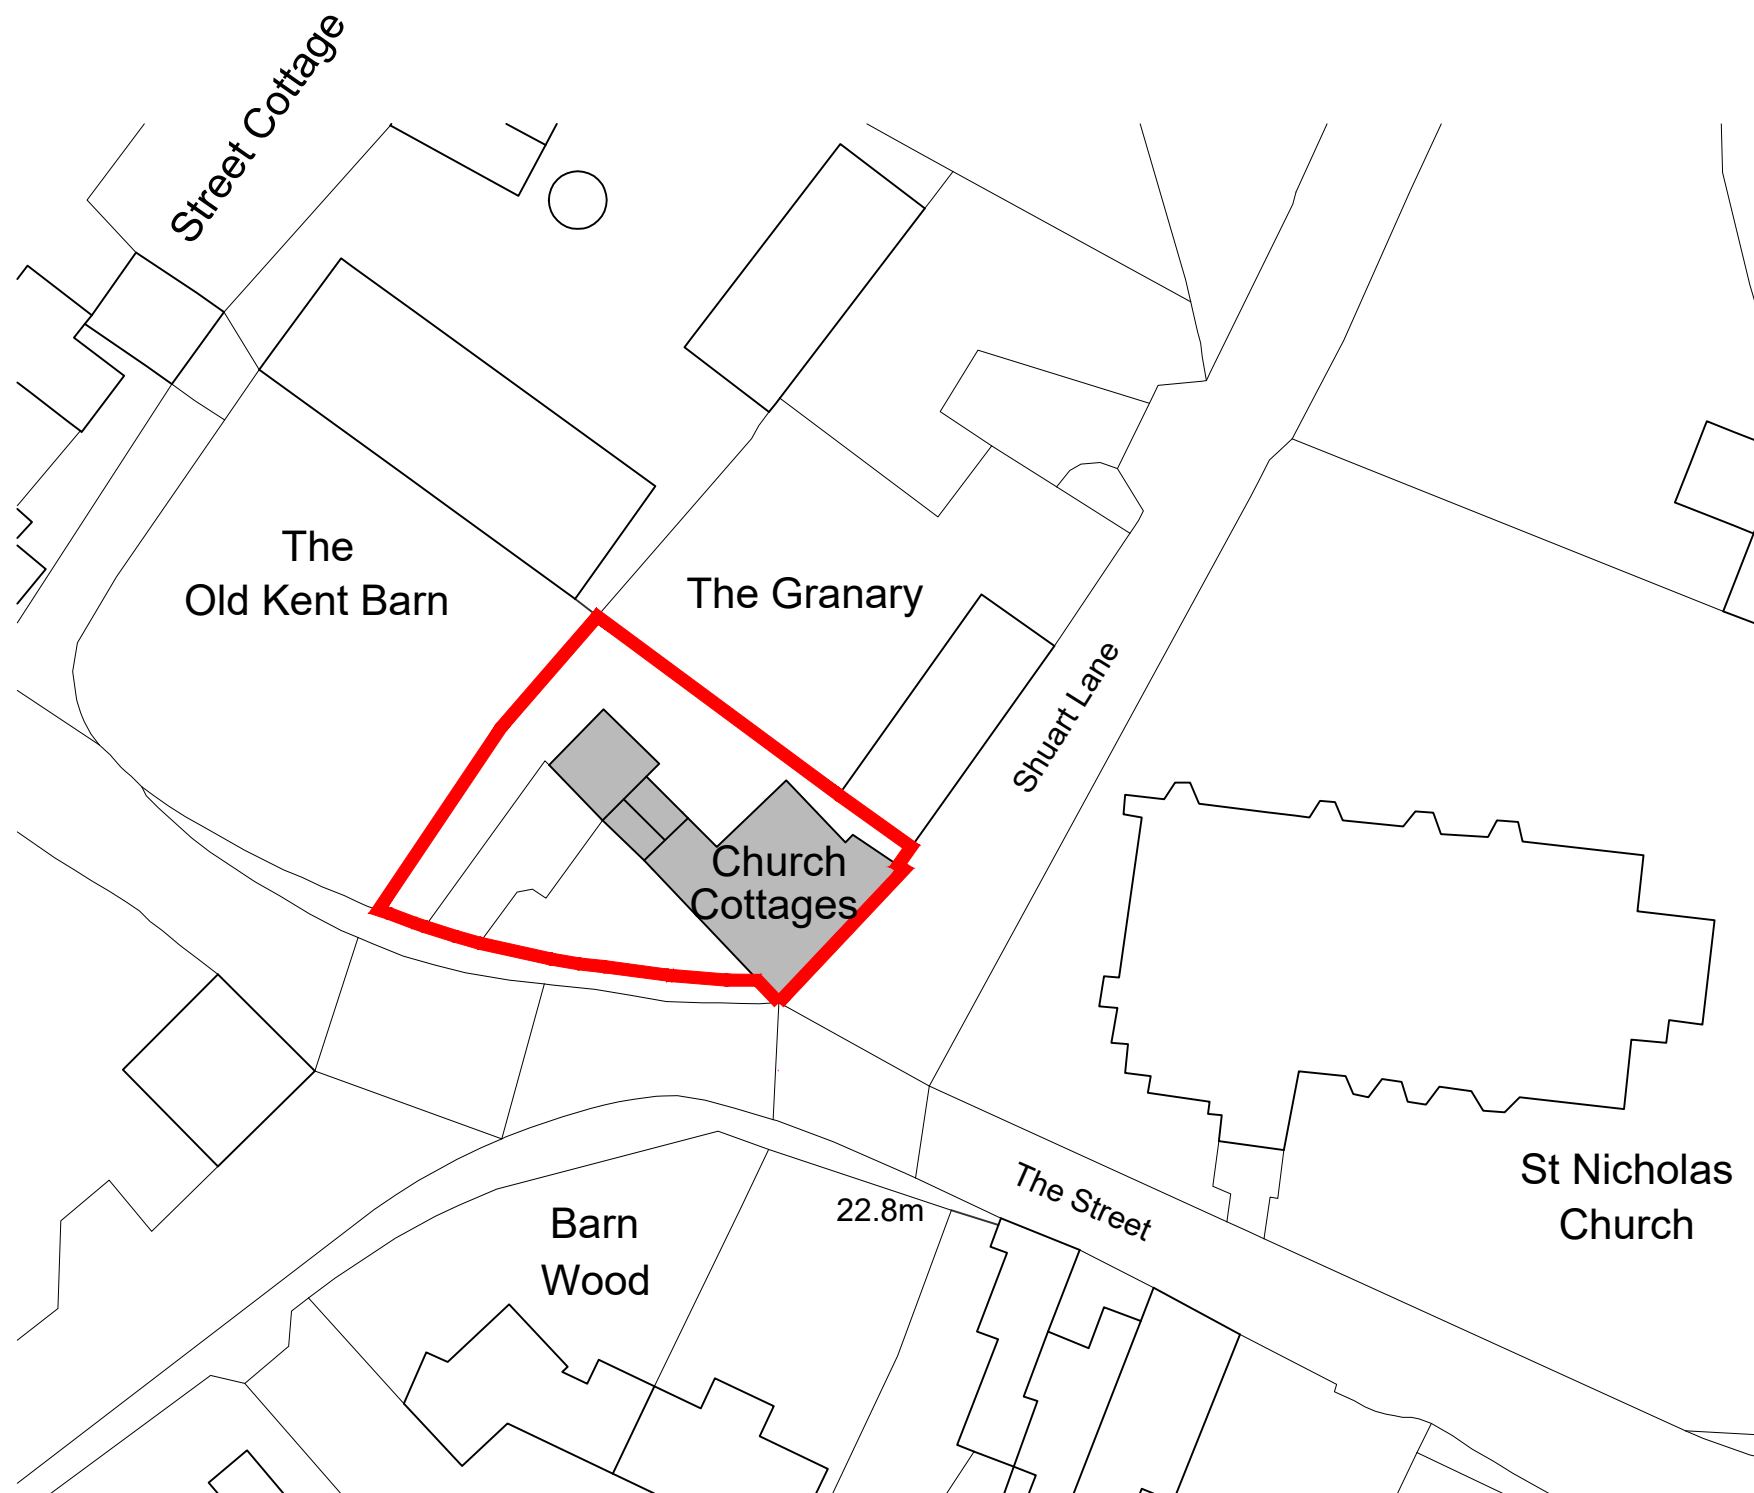 Street Cottage
The
Old Kent Barn
The Granary
Shuart Lane
Church
Cottages
St Nicholas
Church
The Street
22.8m
Barn
Wood